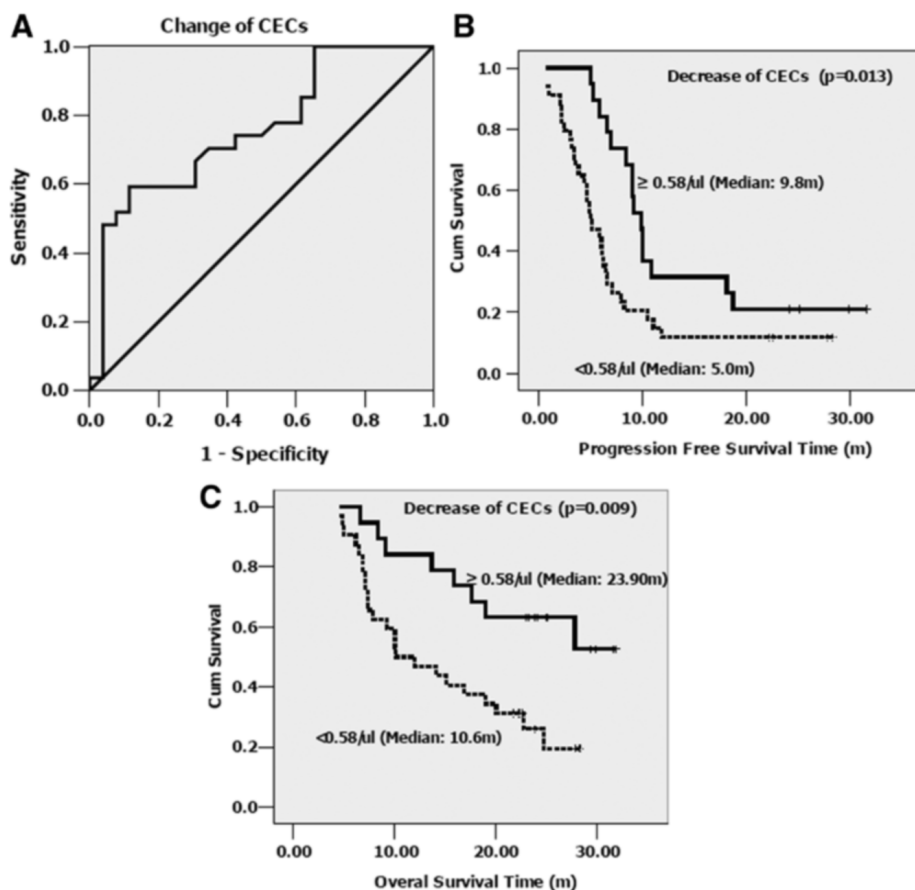 A
Change of CECs
1.0
0.8
0.6
0.4
0.2
0.0
Sensitivity
0.0 0.2 0.4 0.6 0.8 1.0
1 - Specificity
B
Decrease of CECs (p=0.013)
1.0
0.8
0.6
0.4
0.2
0.0
Cum Survival
≥ 0.58/ul (Median: 9.8m)
<0.58/ul (Median: 5.0m)
0.00 10.00 20.00 30.00
Progression Free Survival Time (m)
C
Decrease of CECs (p=0.009)
1.0
0.8
0.6
0.4
0.2
0.0
Cum Survival
≥ 0.58/ul (Median: 23.90m)
<0.58/ul (Median: 10.6m)
0.00 10.00 20.00 30.00
Overal Survival Time (m)